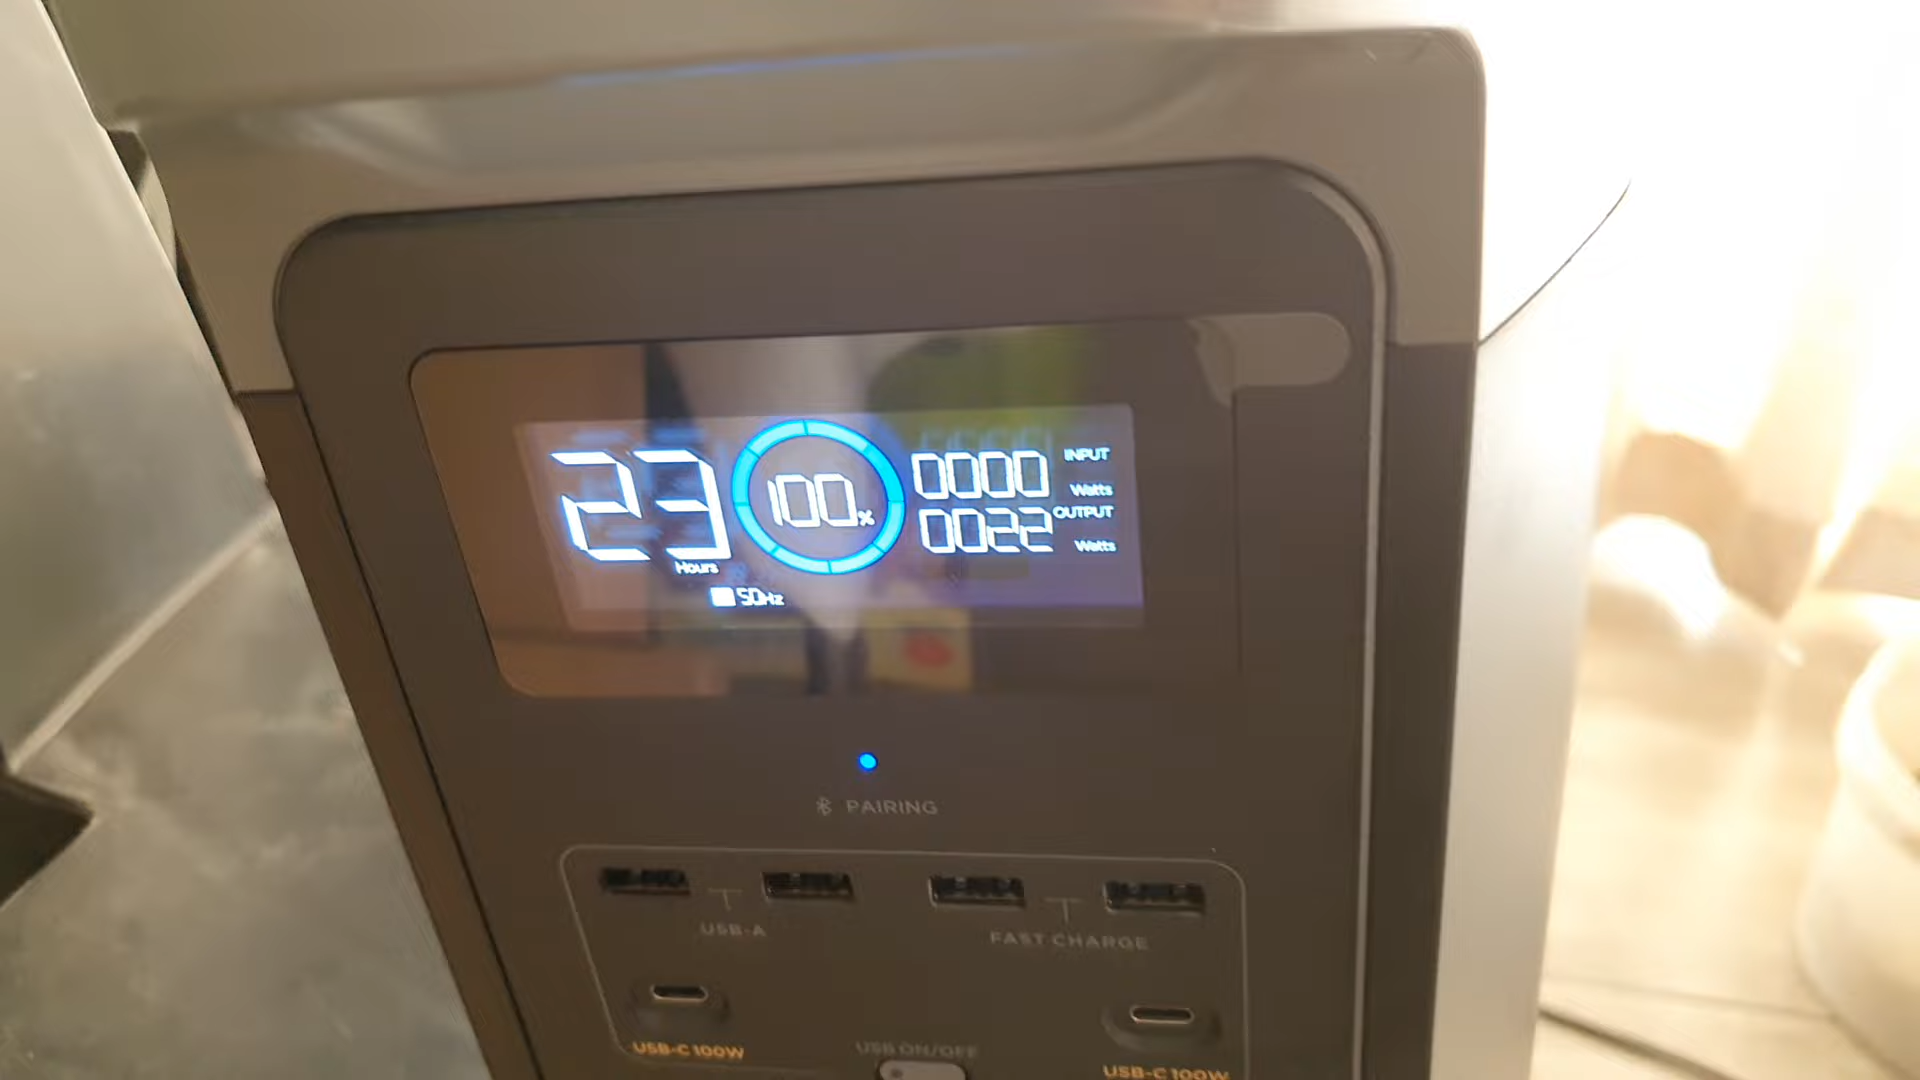 23
Hours
100%
0000
INPUT
Watts
0022
OUTPUT
Watts
50Hz
PAIRING
USB-A
FAST CHARGE
USB-C 100W
USB ON/OFF
USB-C 100W